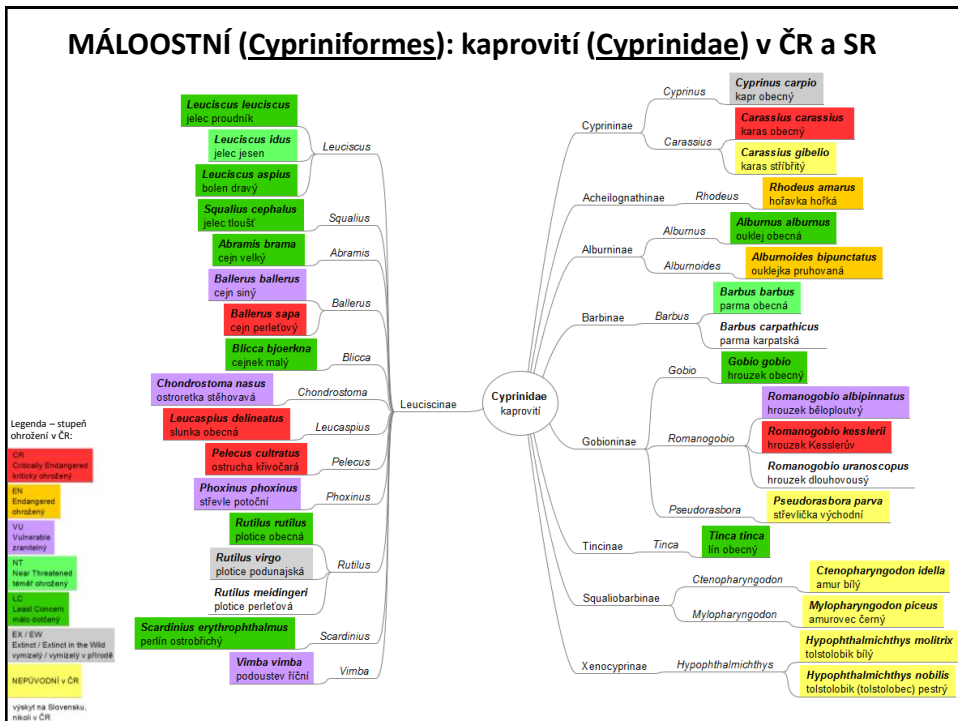 MÁLOOSTNÍ (Cypriniformes): kaprovití (Cyprinidae) v ČR a SR
Leuciscus leuciscus
jelec proudník
Leuciscus idus
jelec jesen
Leuciscus aspius
bolen dravý
Leuciscus
Squalius cephalus
jelec tloušť
Squalius
Abramis brama
cejn velký
Abramis
Ballerus ballerus
cejn siný
Ballerus sapa
cejn perleťový
Ballerus
Blicca bjoerkna
cejnek malý
Blicca
Chondrostoma nasus
ostroretka stěhovavá
Chondrostoma
Leucaspius delineatus
slunka obecná
Leucaspius
Pelecus cultratus
ostrucha křivočará
Pelecus
Phoxinus phoxinus
střevle potoční
Phoxinus
Rutilus rutilus
plotice obecná
Rutilus virgo
plotice podunajská
Rutilus meidingeri
plotice perleťová
Rutilus
Scardinius erythrophthalmus
perlín ostrobřichý
Scardinius
Vimba vimba
podoustev říční
Vimba
Leuciscinae
Cyprinidae
kaprovití
Cyprininae
Cyprinus
Cyprinus carpio
kapr obecný
Carassius
Carassius carassius
karas obecný
Carassius gibelio
karas stříbřitý
Acheilognathinae
Rhodeus
Rhodeus amarus
hořavka hořká
Alburninae
Alburnus
Alburnus alburnus
ouklej obecná
Alburnoides
Alburnoides bipunctatus
ouklejka pruhovaná
Barbinae
Barbus
Barbus barbus
parma obecná
Barbus carpathicus
parma karpatská
Gobioninae
Gobio
Gobio gobio
hrouzek obecný
Romanogobio
Romanogobio albipinnatus
hrouzek běloploutvý
Romanogobio kesslerii
hrouzek Kesslerův
Romanogobio uranoscopus
hrouzek dlouhovousý
Pseudorasbora
Pseudorasbora parva
střevlička východní
Tincinae
Tinca
Tinca tinca
lín obecný
Squaliobarbinae
Ctenopharyngodon
Ctenopharyngodon idella
amur bílý
Mylopharyngodon
Mylopharyngodon piceus
amurovec černý
Xenocyprinae
Hypophthalmichthys
Hypophthalmichthys molitrix
tolstolobik bílý
Hypophthalmichthys nobilis
tolstolobik (tolstolobec) pestrý
Legenda – stupeň
ohrožení v ČR:
CR
Critically Endangered
kriticky ohrožený
EN
Endangered
ohrožený
VU
Vulnerable
zranitelný
NT
Near Threatened
téměř ohrožený
LC
Least Concern
málo dotčený
EX / EW
Extinct / Extinct in the Wild
vymizelý / vymizelý v přírodě
NEPŮVODNÍ v ČR
výskyt na Slovensku,
nikoli v ČR